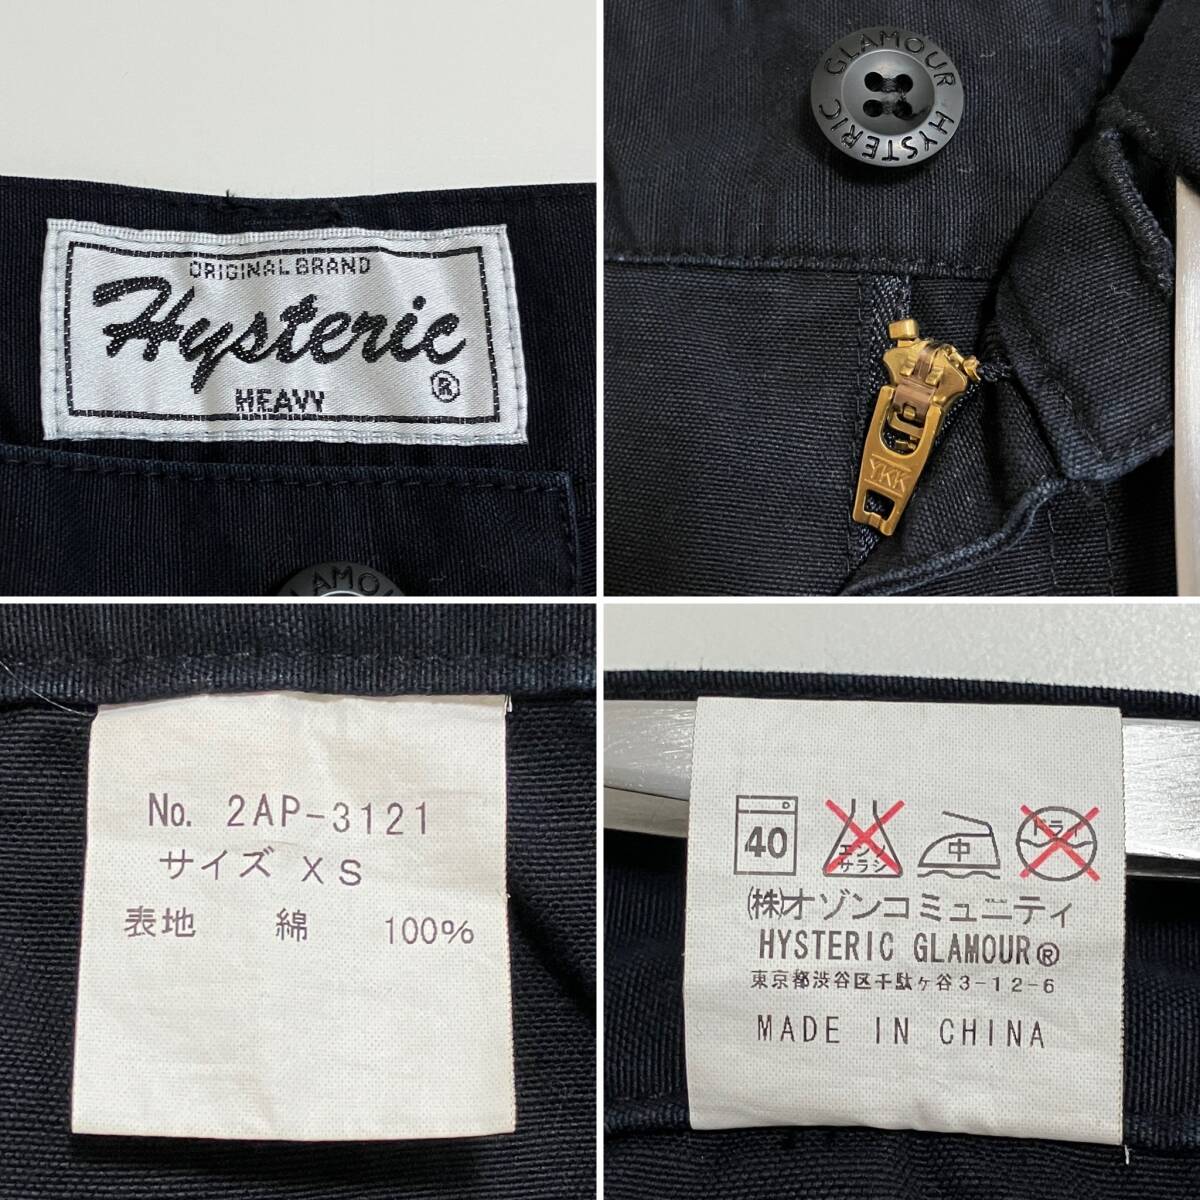 ORIGINAL BRAND
Hysteric
®
HEAVY
GLAMO
GLAMOUR HYSTERIC
YKK
No. 2AP-3121
サイズ XS
表地 綿 100%
40
エンソ
サラシ
中
ドライ
(株)オゾンコミュニティ
HYSTERIC GLAMOUR®
東京都渋谷区千駄ヶ谷3-12-6
MADE IN CHINA